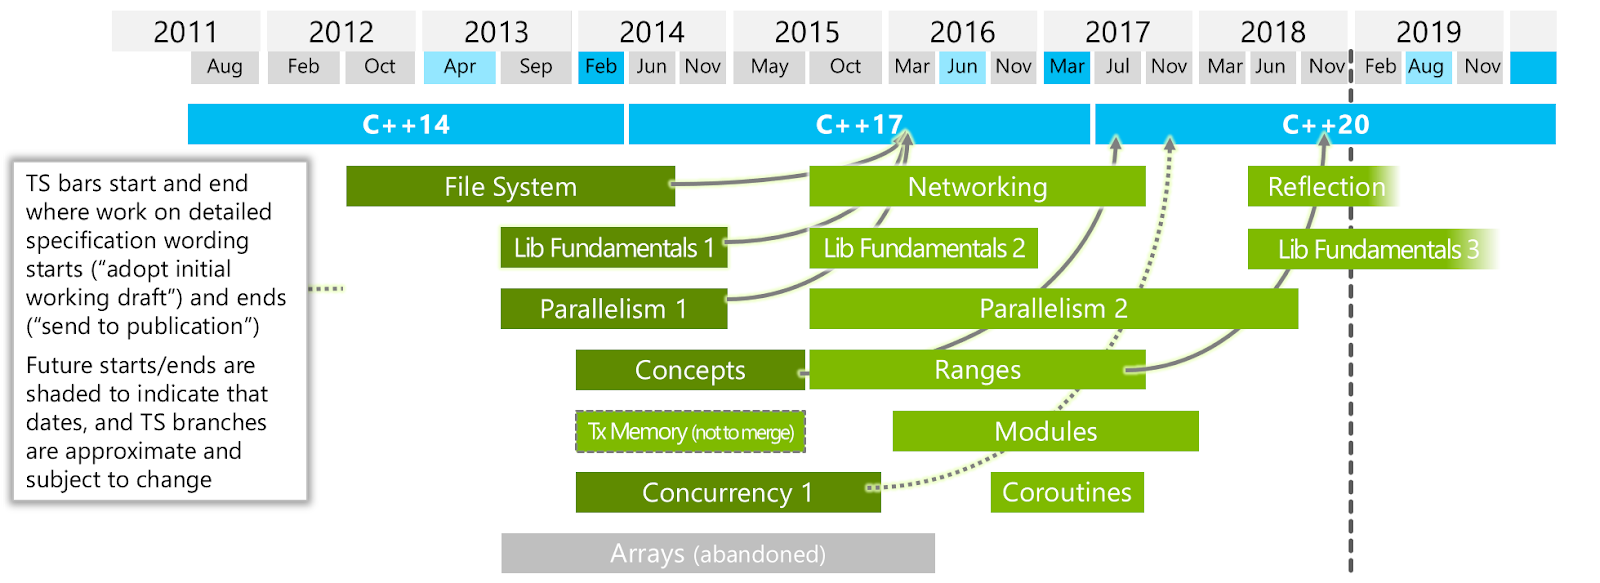 2011 2012 2013 2014 2015 2016 2017 2018 2019
Aug Feb Oct Apr Sep Feb Jun Nov May Oct Mar Jun Nov Mar Jul Nov Mar Jun Nov Feb Aug Nov
C++14 C++17 C++20
TS bars start and end
where work on detailed
specification wording
starts (“adopt initial
working draft”) and ends
(“send to publication”)
Future starts/ends are
shaded to indicate that
dates, and TS branches
are approximate and
subject to change
File System Networking Reflection
Lib Fundamentals 1 Lib Fundamentals 2 Lib Fundamentals 3
Parallelism 1 Parallelism 2
Concepts Ranges
Tx Memory (not to merge) Modules
Concurrency 1 Coroutines
Arrays (abandoned)